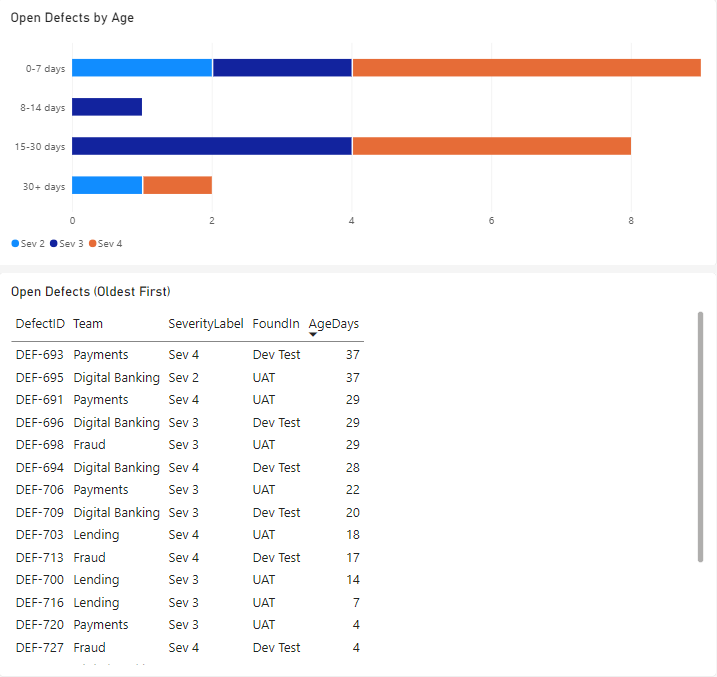 Open Defects by Age
0-7 days
8-14 days
15-30 days
30+ days
0 2 4 6 8
Sev 2 Sev 3 Sev 4
Open Defects (Oldest First)
DefectID Team SeverityLabel FoundIn AgeDays
DEF-693 Payments Sev 4 Dev Test 37
DEF-695 Digital Banking Sev 2 UAT 37
DEF-691 Payments Sev 4 UAT 29
DEF-696 Digital Banking Sev 3 Dev Test 29
DEF-698 Fraud Sev 3 UAT 29
DEF-694 Digital Banking Sev 4 Dev Test 28
DEF-706 Payments Sev 3 UAT 22
DEF-709 Digital Banking Sev 3 Dev Test 20
DEF-703 Lending Sev 4 UAT 18
DEF-713 Fraud Sev 4 Dev Test 17
DEF-700 Lending Sev 3 UAT 14
DEF-716 Lending Sev 3 UAT 7
DEF-720 Payments Sev 3 UAT 4
DEF-727 Fraud Sev 4 Dev Test 4